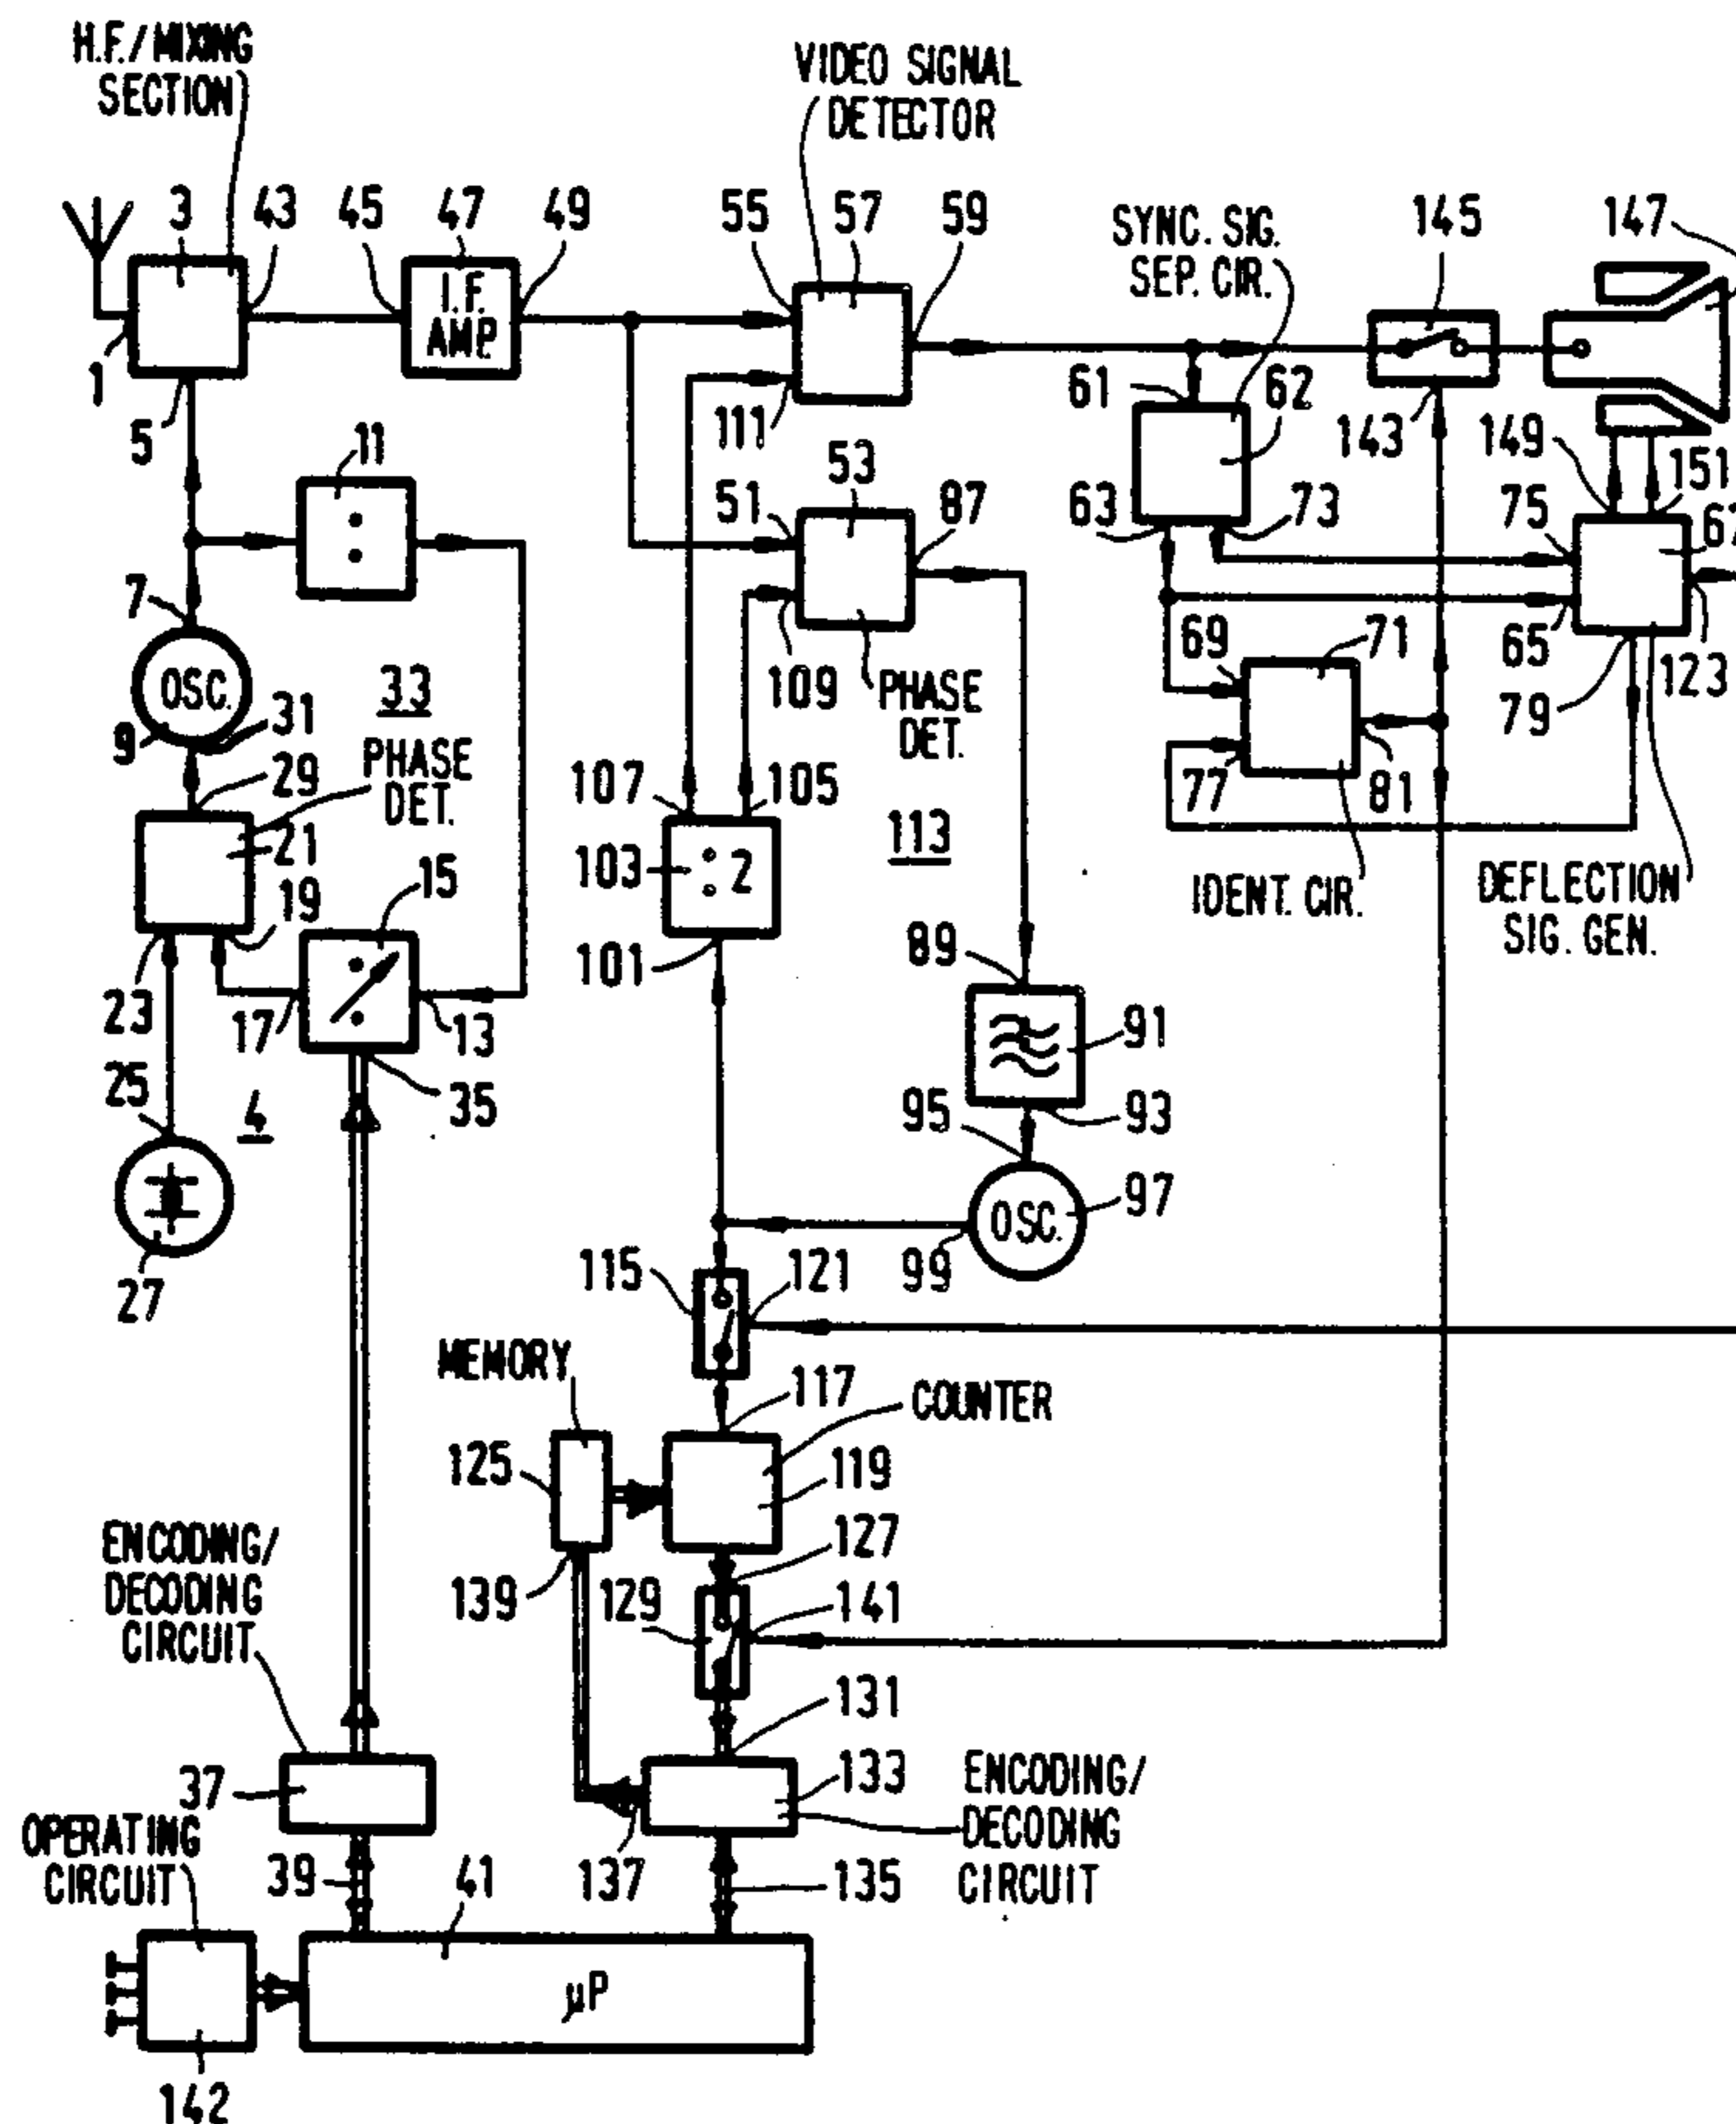 H.F./MIXING
SECTION
VIDEO SIGNAL
DETECTOR
3
43
45
47
49
55
57
59
SYNC. SIG.
SEP. CIR.
145
147
I.F.
AMP.
1
5
111
61
62
143
149
151
11
51
53
87
63
73
75
7
109
PHASE
DET.
69
71
65
79
123
OSC.
9
31
33
29
PHASE
DET.
107
105
113
77
81
21
19
15
103
÷ 2
IDENT. CIR.
DEFLECTION
SIG. GEN.
23
17
13
101
89
91
25
4
35
95
93
27
OSC.
97
99
115
121
MEMORY
117
COUNTER
125
119
ENCODING/
DECODING
CIRCUIT
139
127
129
141
131
37
133
ENCODING/
DECODING
CIRCUIT
OPERATING
CIRCUIT
39
41
137
135
µP
142